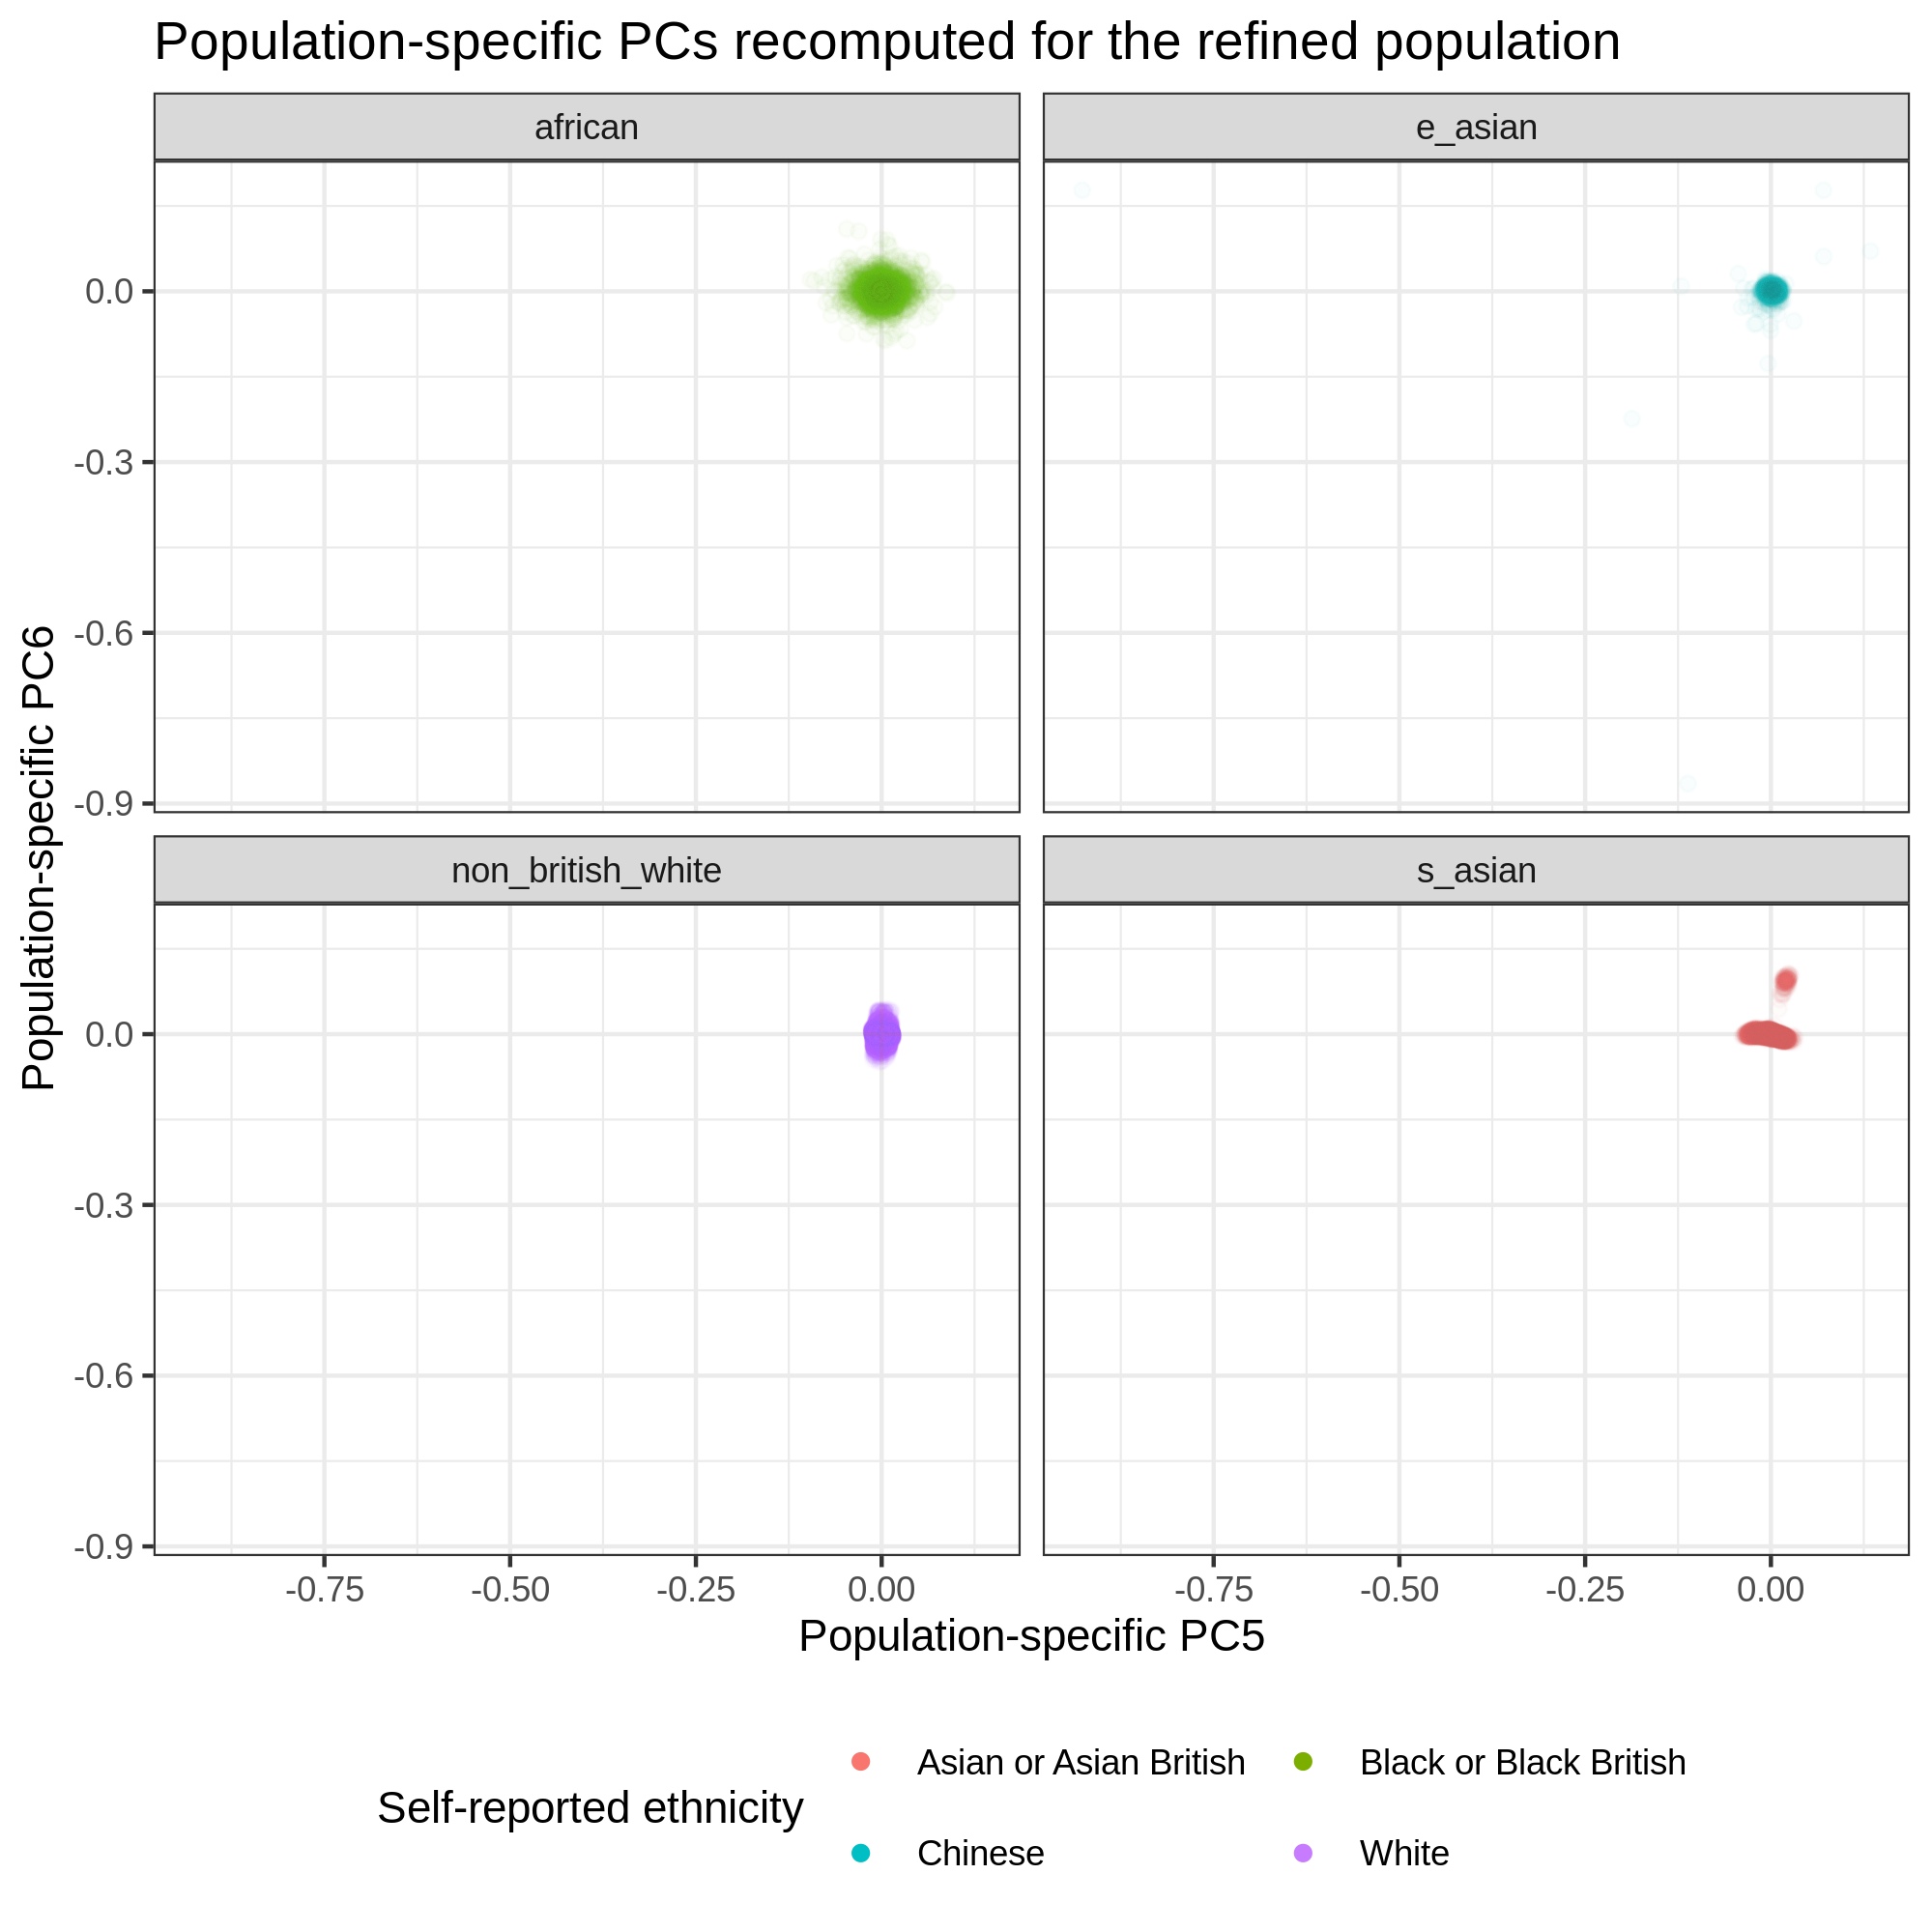 Population-specific PCs recomputed for the refined population
african
e_asian
0.0
-0.3
-0.6
-0.9
non_british_white
s_asian
0.0
-0.3
-0.6
-0.9
Population-specific PC6
-0.75
-0.50
-0.25
0.00
-0.75
-0.50
-0.25
0.00
Population-specific PC5
Self-reported ethnicity
Asian or Asian British
Black or Black British
Chinese
White